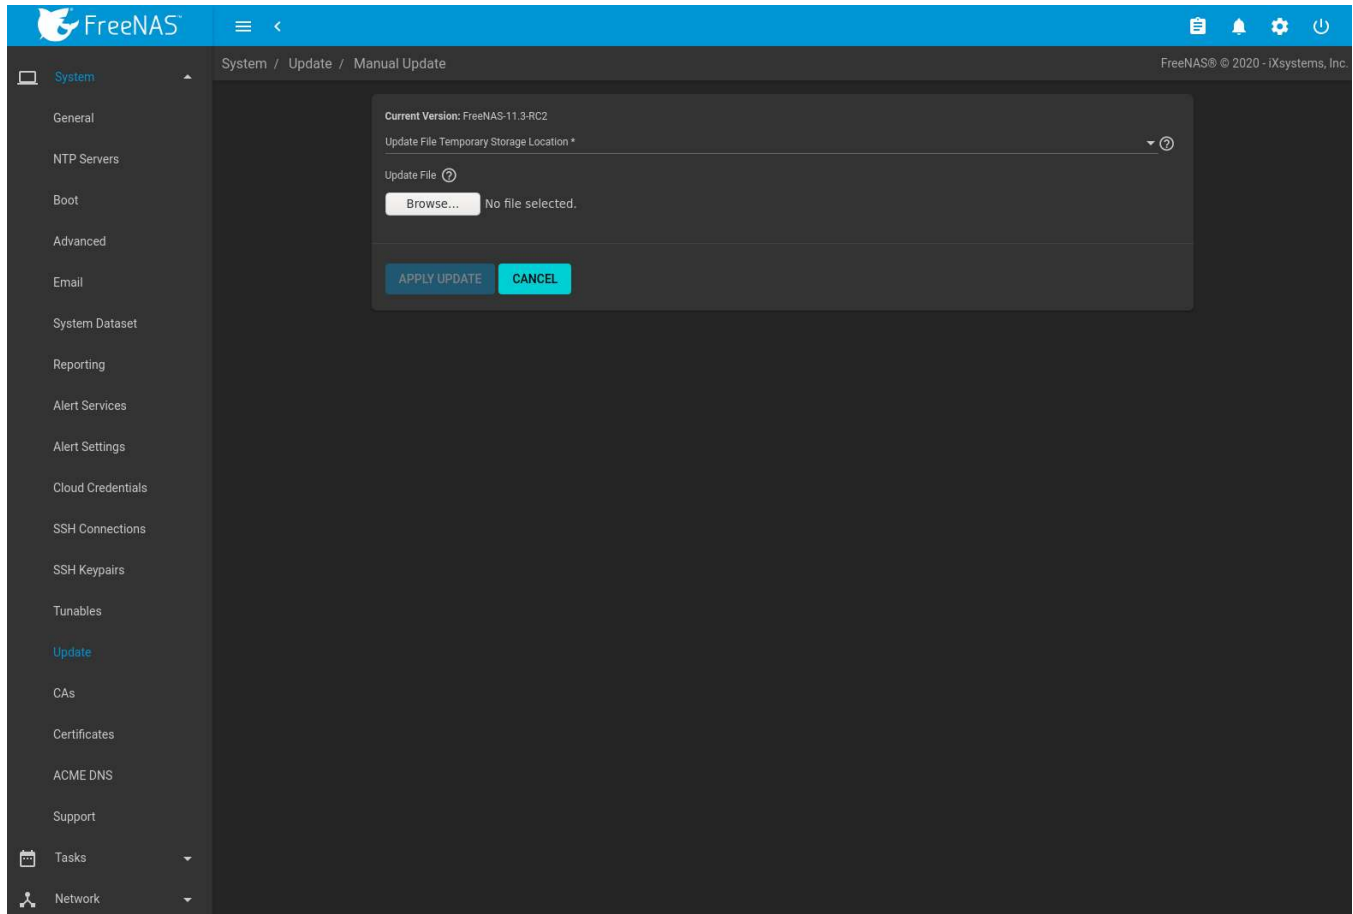 FreeNAS™
System / Update / Manual Update
FreeNAS® © 2020 - iXsystems, Inc.
System
General
NTP Servers
Boot
Advanced
Email
System Dataset
Reporting
Alert Services
Alert Settings
Cloud Credentials
SSH Connections
SSH Keypairs
Tunables
Update
CAs
Certificates
ACME DNS
Support
Tasks
Network
Current Version: FreeNAS-11.3-RC2
Update File Temporary Storage Location *
Update File
Browse... No file selected.
APPLY UPDATE CANCEL